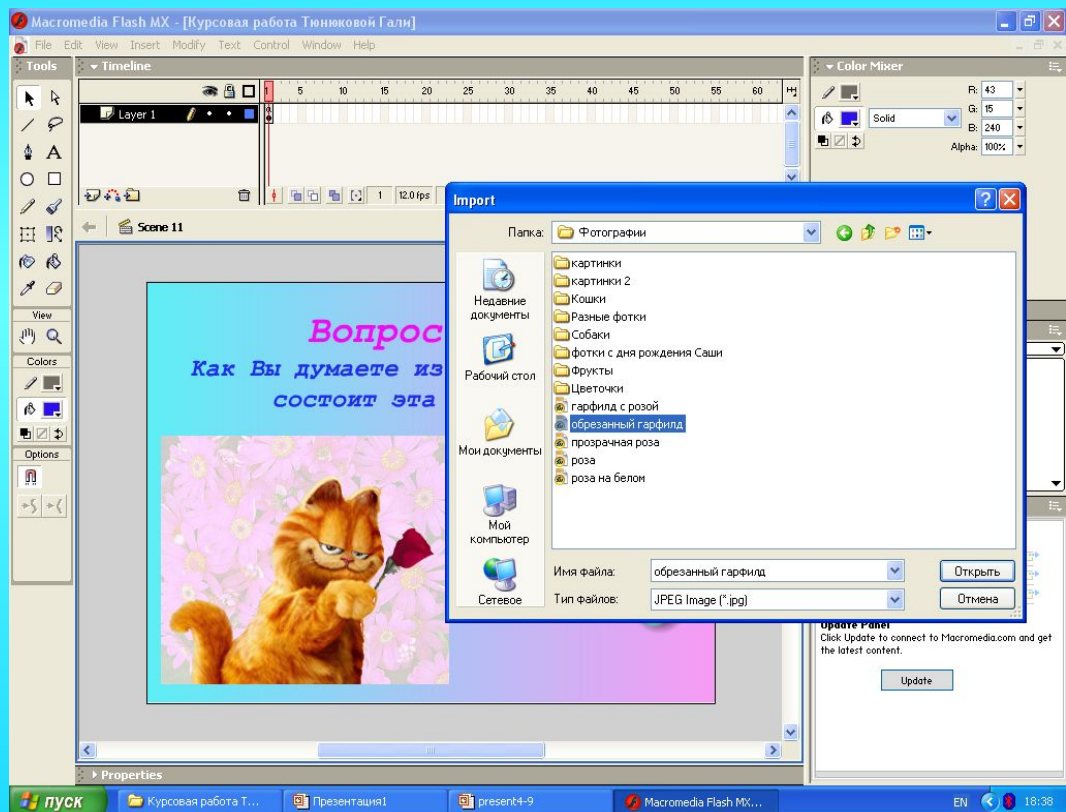 Macromedia Flash MX - [Курсовая работа Тюнюковой Гали]
File Edit View Insert Modify Text Control Window Help
Tools
Timeline
Color Mixer
1 5 10 15 20 25 30 35 40 45 50 55 60
Layer 1
R: 43
Solid
G: 15
B: 240
Alpha: 100%
1 12.0 fps
Scene 11
View
Colors
Options
Вопрос
Как Вы думаете из
состоит эта
Import
Папка: Фотографии
Недавние документы
Рабочий стол
Мои документы
Мой компьютер
Сетевое
картинки
картинки 2
Кошки
Разные фотки
Собаки
фотки с дня рождения Саши
Фрукты
Цветочки
гарфилд с розой
обрезанный гарфилд
прозрачная роза
роза
роза на белом
Имя файла: обрезанный гарфилд
Открыть
Тип файлов: JPEG Image (*.jpg)
Отмена
Update Panel
Click Update to connect to Macromedia.com and get
the latest content.
Update
Properties
пуск
Курсовая работа Т...
Презентация1
present4-9
Macromedia Flash MX...
EN
18:38